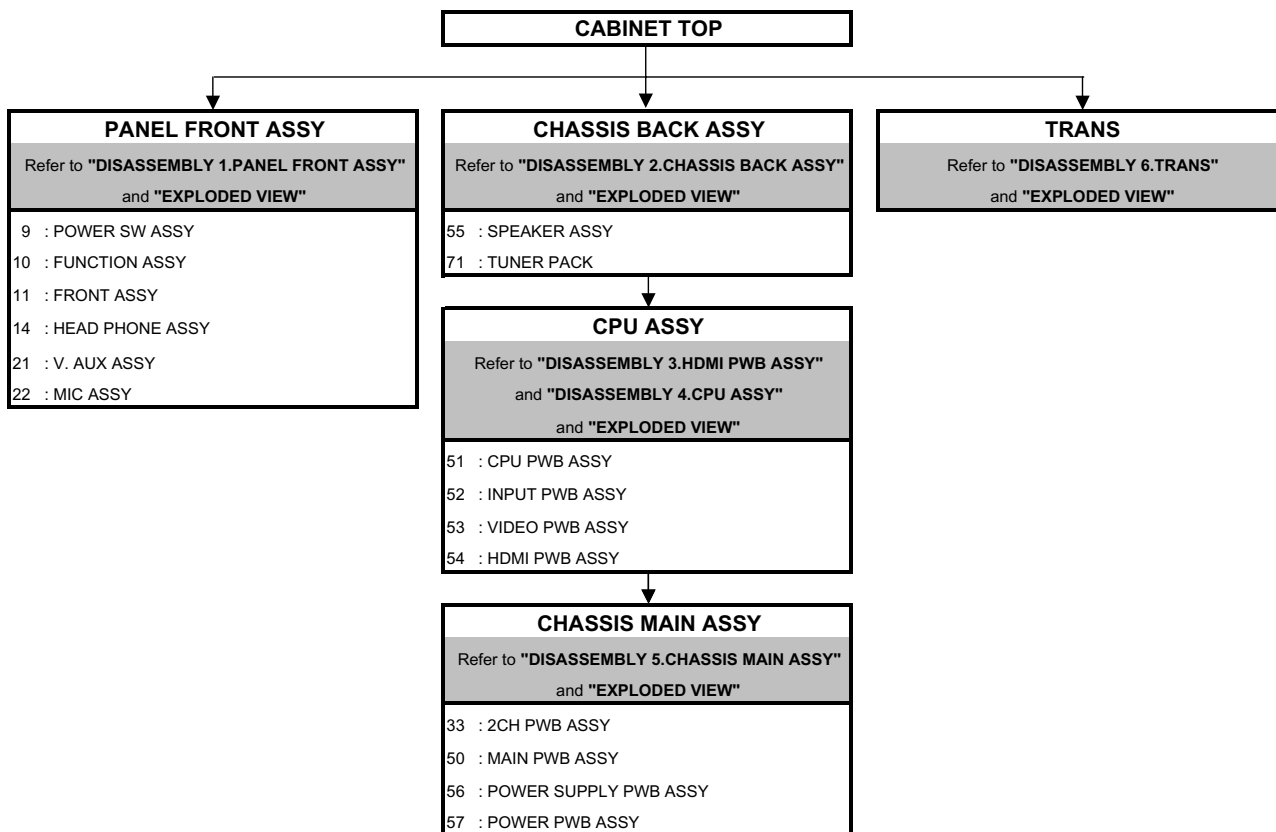 CABINET TOP
PANEL FRONT ASSY
Refer to "DISASSEMBLY 1.PANEL FRONT ASSY"
and "EXPLODED VIEW"
9 : POWER SW ASSY
10 : FUNCTION ASSY
11 : FRONT ASSY
14 : HEAD PHONE ASSY
21 : V. AUX ASSY
22 : MIC ASSY
CHASSIS BACK ASSY
Refer to "DISASSEMBLY 2.CHASSIS BACK ASSY"
and "EXPLODED VIEW"
55 : SPEAKER ASSY
71 : TUNER PACK
CPU ASSY
Refer to "DISASSEMBLY 3.HDMI PWB ASSY"
and "DISASSEMBLY 4.CPU ASSY"
and "EXPLODED VIEW"
51 : CPU PWB ASSY
52 : INPUT PWB ASSY
53 : VIDEO PWB ASSY
54 : HDMI PWB ASSY
CHASSIS MAIN ASSY
Refer to "DISASSEMBLY 5.CHASSIS MAIN ASSY"
and "EXPLODED VIEW"
33 : 2CH PWB ASSY
50 : MAIN PWB ASSY
56 : POWER SUPPLY PWB ASSY
57 : POWER PWB ASSY
TRANS
Refer to "DISASSEMBLY 6.TRANS"
and "EXPLODED VIEW"